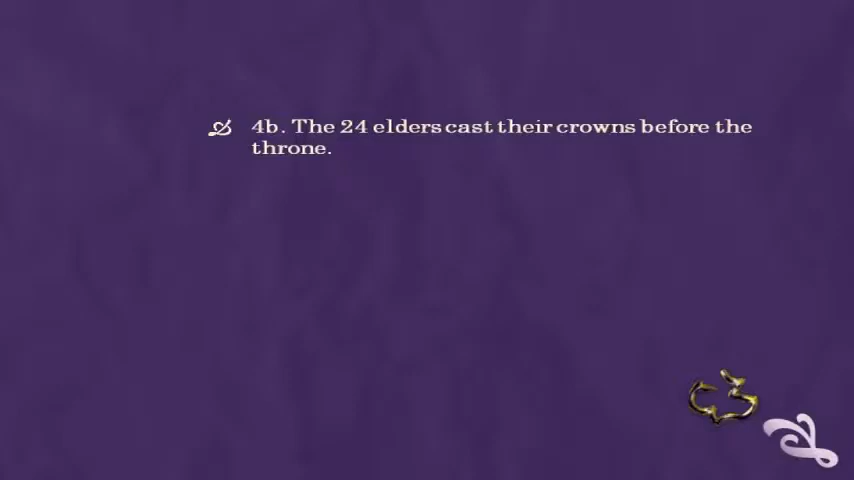 4b. The 24 elders cast their crowns before the
throne.